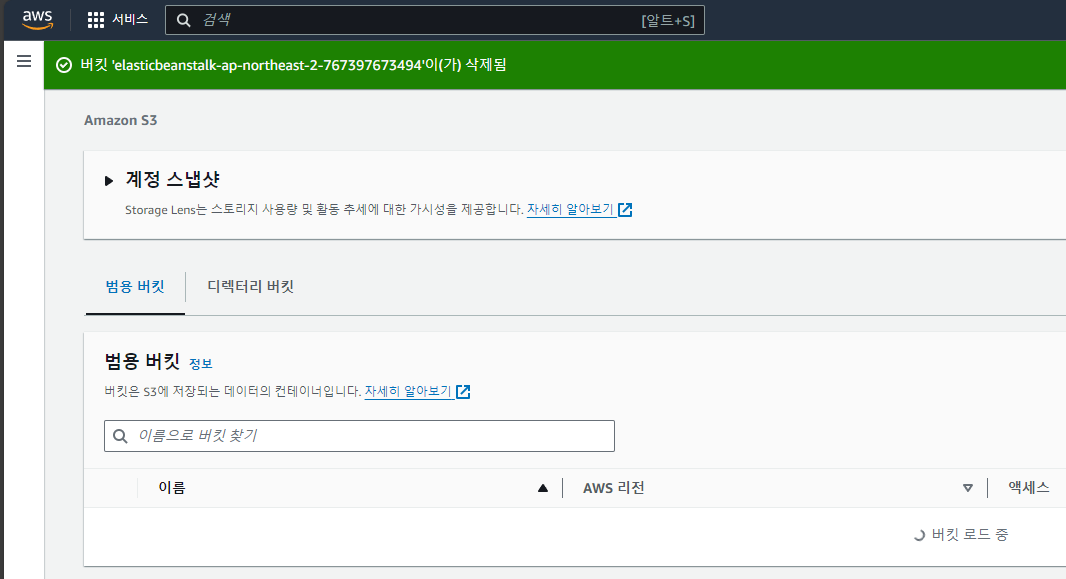 aws 서비스 검색 [알트+S]
버킷 'elasticbeanstalk-ap-northeast-2-767397673494'이(가) 삭제됨
Amazon S3
계정 스냅샷
Storage Lens는 스토리지 사용량 및 활동 추세에 대한 가시성을 제공합니다. 자세히 알아보기
범용 버킷 디렉터리 버킷
범용 버킷 정보
버킷은 S3에 저장되는 데이터의 컨테이너입니다. 자세히 알아보기
이름으로 버킷 찾기
이름 AWS 리전 액세스
버킷 로드 중